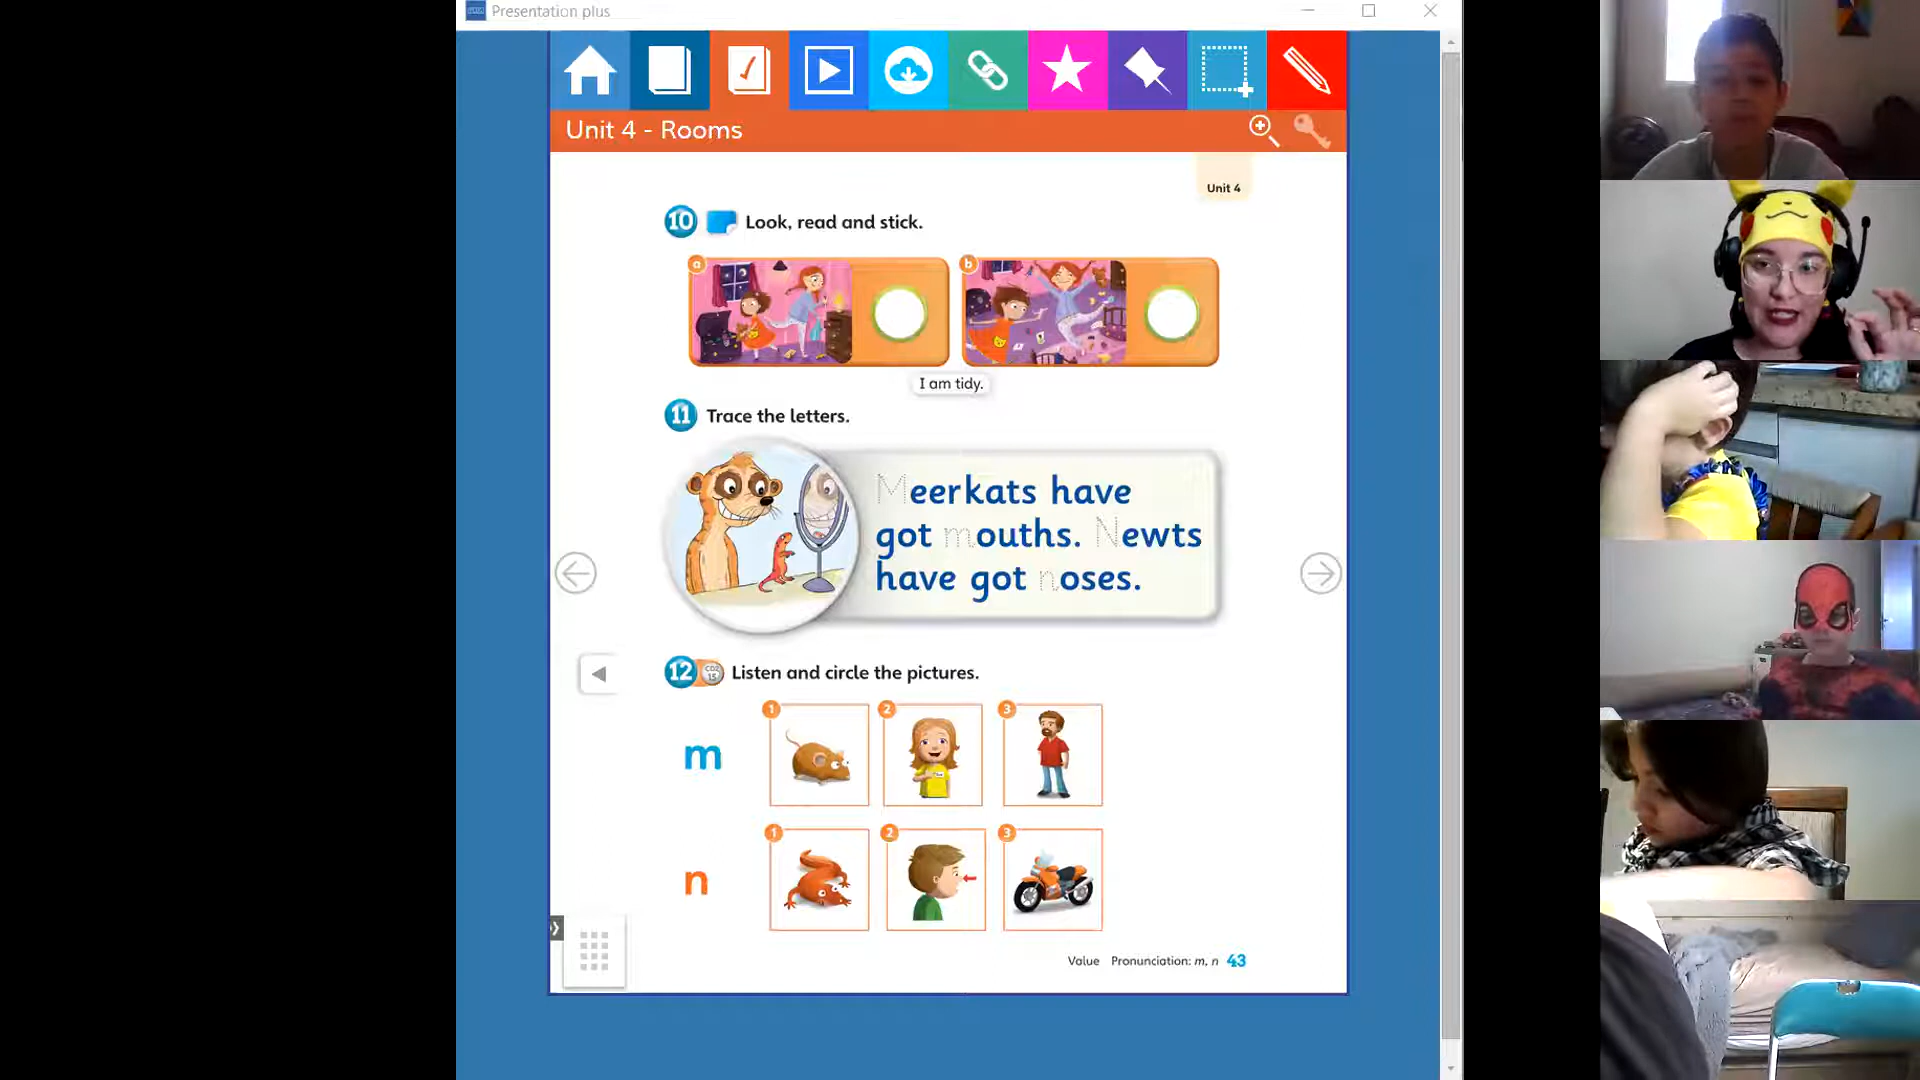 Presentation plus
Unit 4 - Rooms
Unit 4
10 Look, read and stick.
a
b
I am tidy.
11 Trace the letters.
Meerkats have
got mouths. Newts
have got noses.
12 CD2 15 Listen and circle the pictures.
m 1 2 3
n 1 2 3
Value Pronunciation: m, n 43